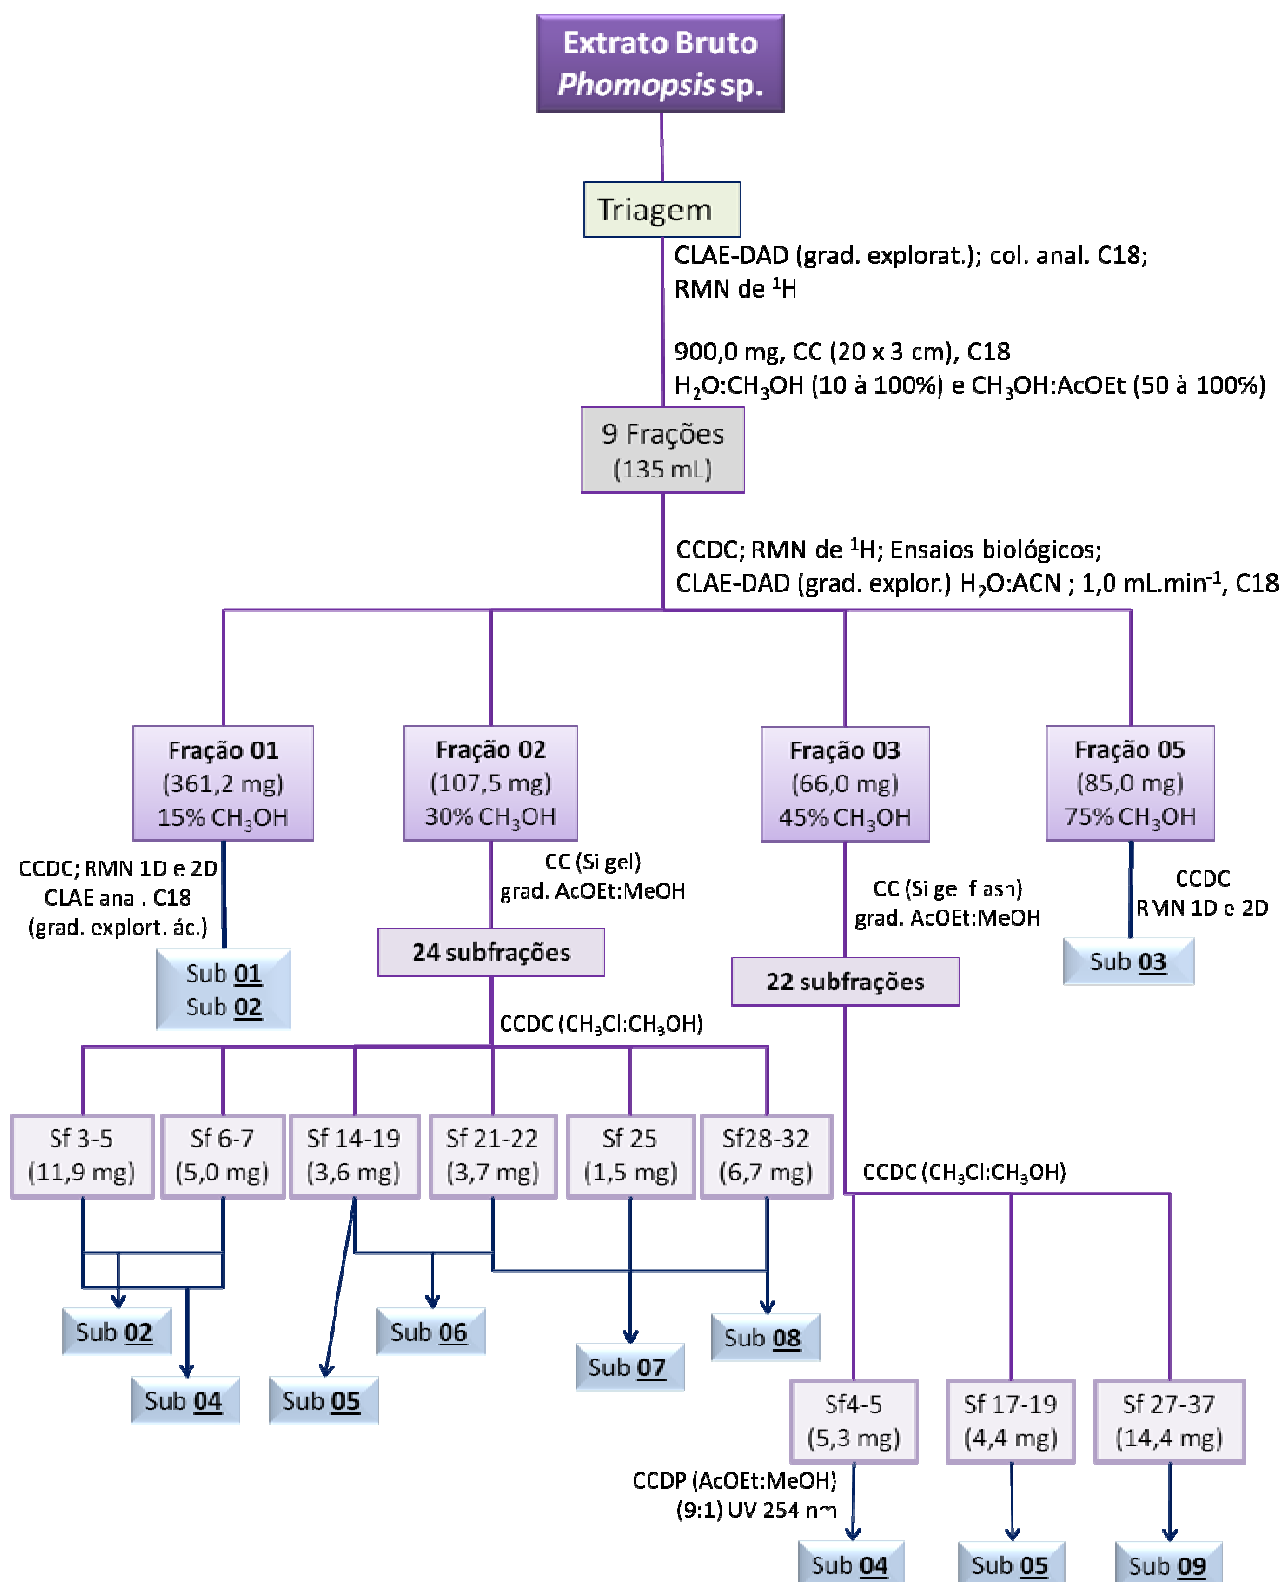 Extrato Bruto
Phomopsis sp.
Triagem
CLAE-DAD (grad. explorat.); col. anal. C18;
RMN de ¹H
900,0 mg, CC (20 x 3 cm), C18
H₂O:CH₃OH (10 à 100%) e CH₃OH:AcOEt (50 à 100%)
9 Frações
(135 mL)
CCDC; RMN de ¹H; Ensaios biológicos;
CLAE-DAD (grad. explor.) H₂O:ACN ; 1,0 mL.min⁻¹, C18
Fração 01
(361,2 mg)
15% CH₃OH
Fração 02
(107,5 mg)
30% CH₃OH
Fração 03
(66,0 mg)
45% CH₃OH
Fração 05
(85,0 mg)
75% CH₃OH
CCDC; RMN 1D e 2D
CLAE ana . C18
(grad. explort. ác.)
CC (Si gel)
grad. AcOEt:MeOH
CC (Si ge f ash)
grad. AcOEt:MeOH
CCDC
RMN 1D e 2D
Sub 01
Sub 02
24 subfrações
22 subfrações
Sub 03
CCDC (CH₃Cl:CH₃OH)
Sf 3-5
(11,9 mg)
Sf 6-7
(5,0 mg)
Sf 14-19
(3,6 mg)
Sf 21-22
(3,7 mg)
Sf 25
(1,5 mg)
Sf28-32
(6,7 mg)
CCDC (CH₃Cl:CH₃OH)
Sub 02
Sub 06
Sub 08
Sub 07
Sub 04
Sub 05
Sf4-5
(5,3 mg)
Sf 17-19
(4,4 mg)
Sf 27-37
(14,4 mg)
CCDP (AcOEt:MeOH)
(9:1) UV 254 nm
Sub 04
Sub 05
Sub 09